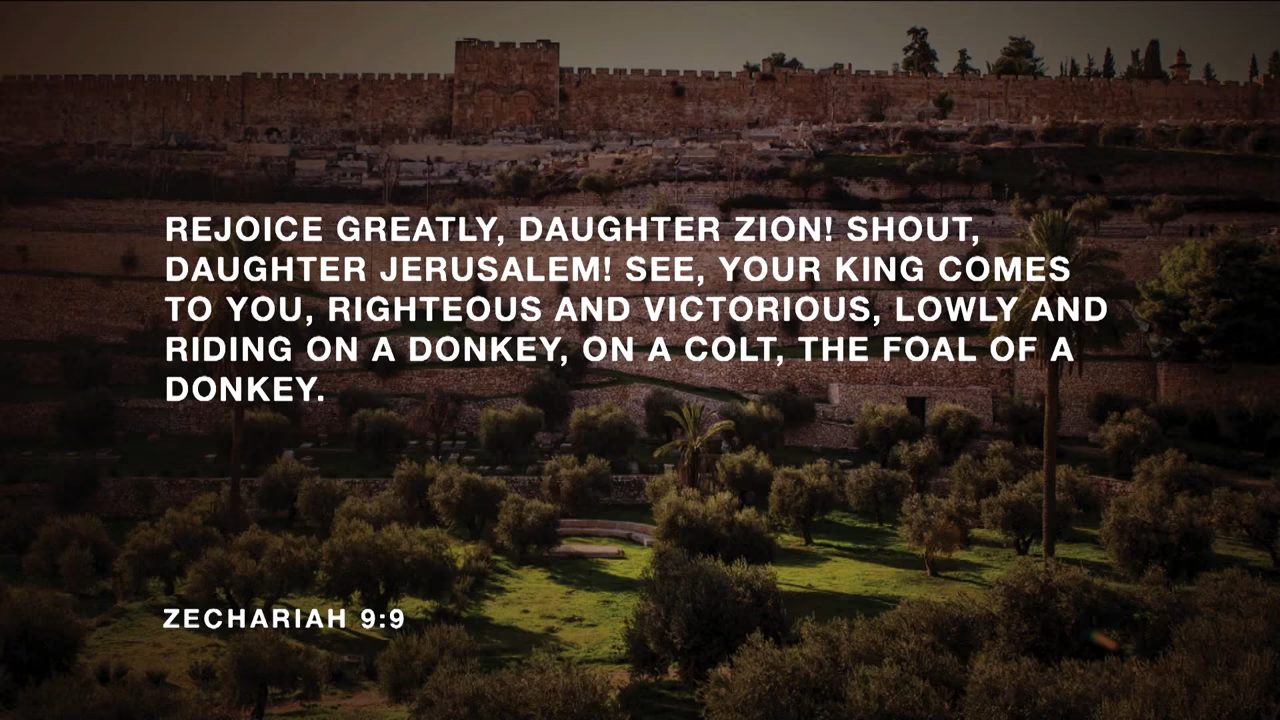 REJOICE GREATLY, DAUGHTER ZION! SHOUT,
DAUGHTER JERUSALEM! SEE, YOUR KING COMES
TO YOU, RIGHTEOUS AND VICTORIOUS, LOWLY AND
RIDING ON A DONKEY, ON A COLT, THE FOAL OF A
DONKEY.
ZECHARIAH 9:9